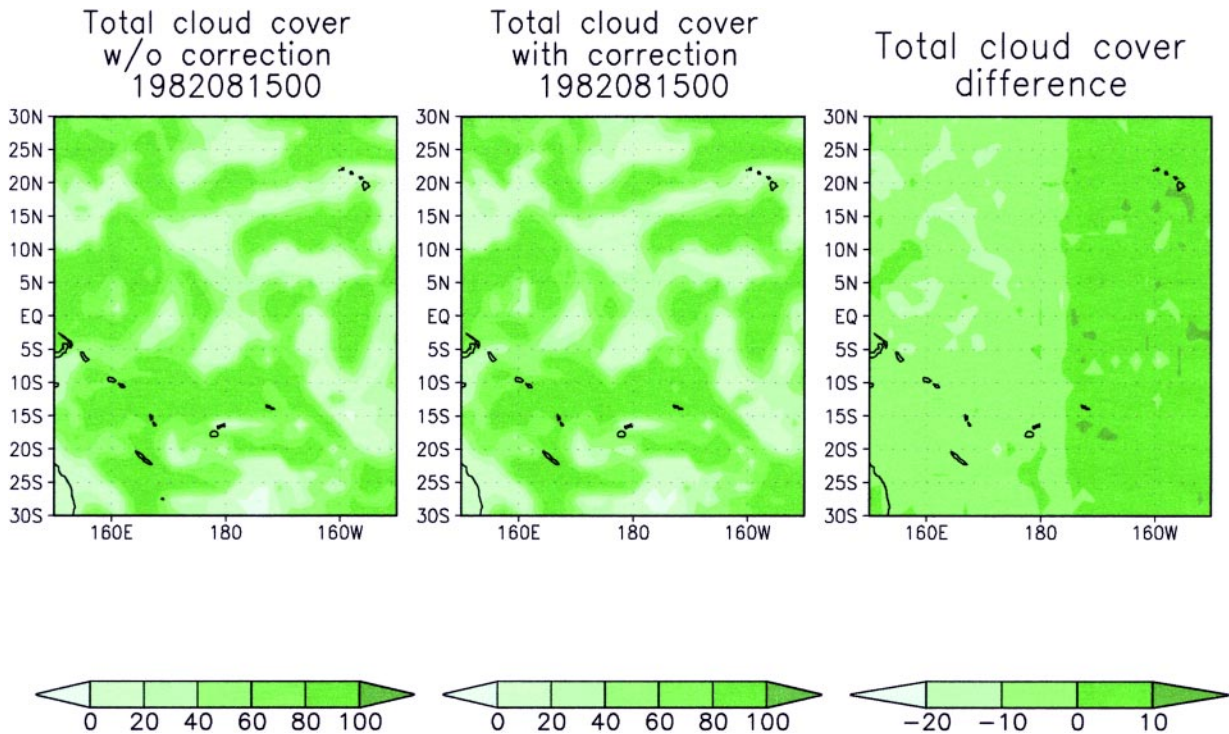 Total cloud cover
w/o correction
1982081500
Total cloud cover
with correction
1982081500
Total cloud cover
difference
30N
25N
20N
15N
10N
5N
EQ
5S
10S
15S
20S
25S
30S
160E 180 160W
30N
25N
20N
15N
10N
5N
EQ
5S
10S
15S
20S
25S
30S
160E 180 160W
30N
25N
20N
15N
10N
5N
EQ
5S
10S
15S
20S
25S
30S
160E 180 160W
0 20 40 60 80 100
0 20 40 60 80 100
-20 -10 0 10